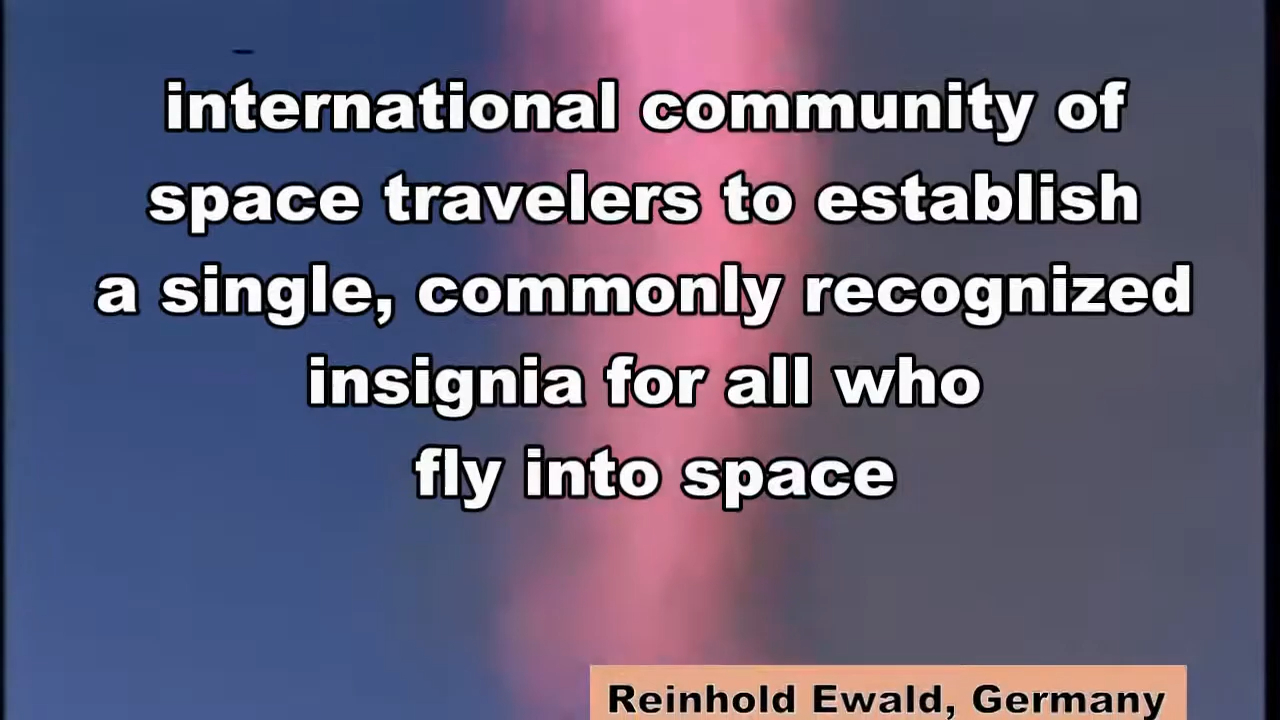 international community of
space travelers to establish
a single, commonly recognized
insignia for all who
fly into space
Reinhold Ewald, Germany